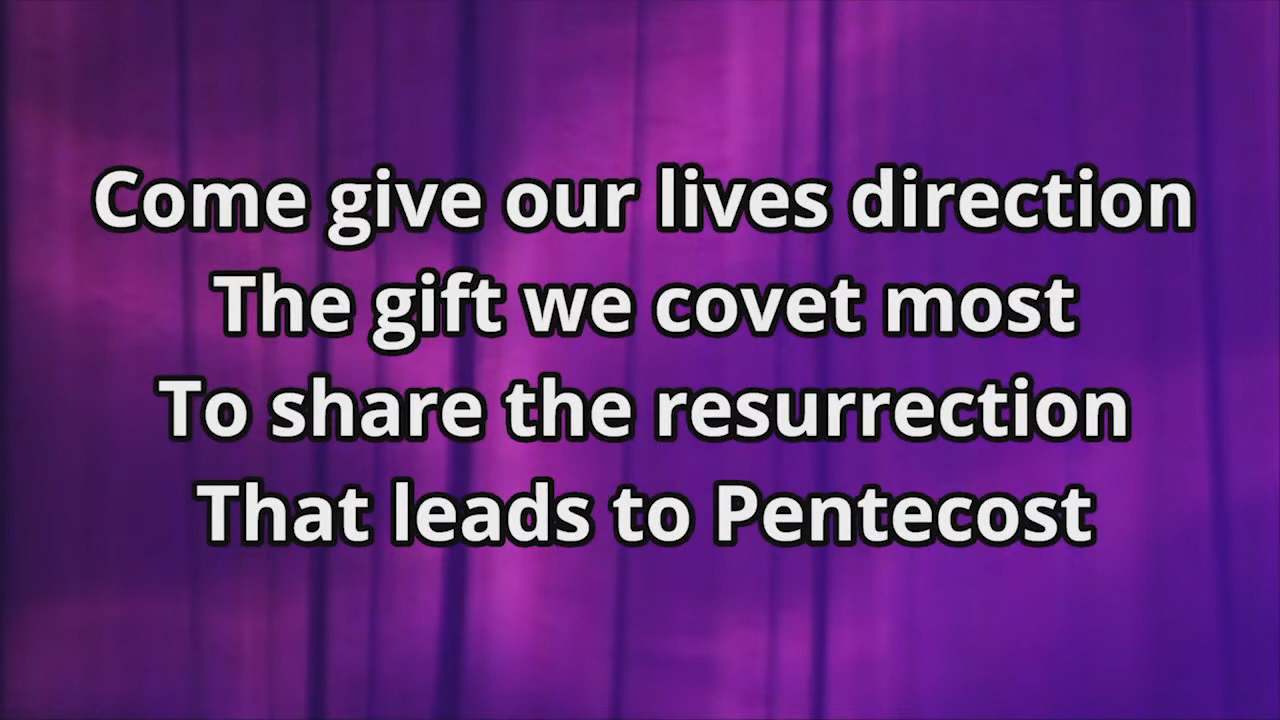 Come give our lives direction
The gift we covet most
To share the resurrection
That leads to Pentecost